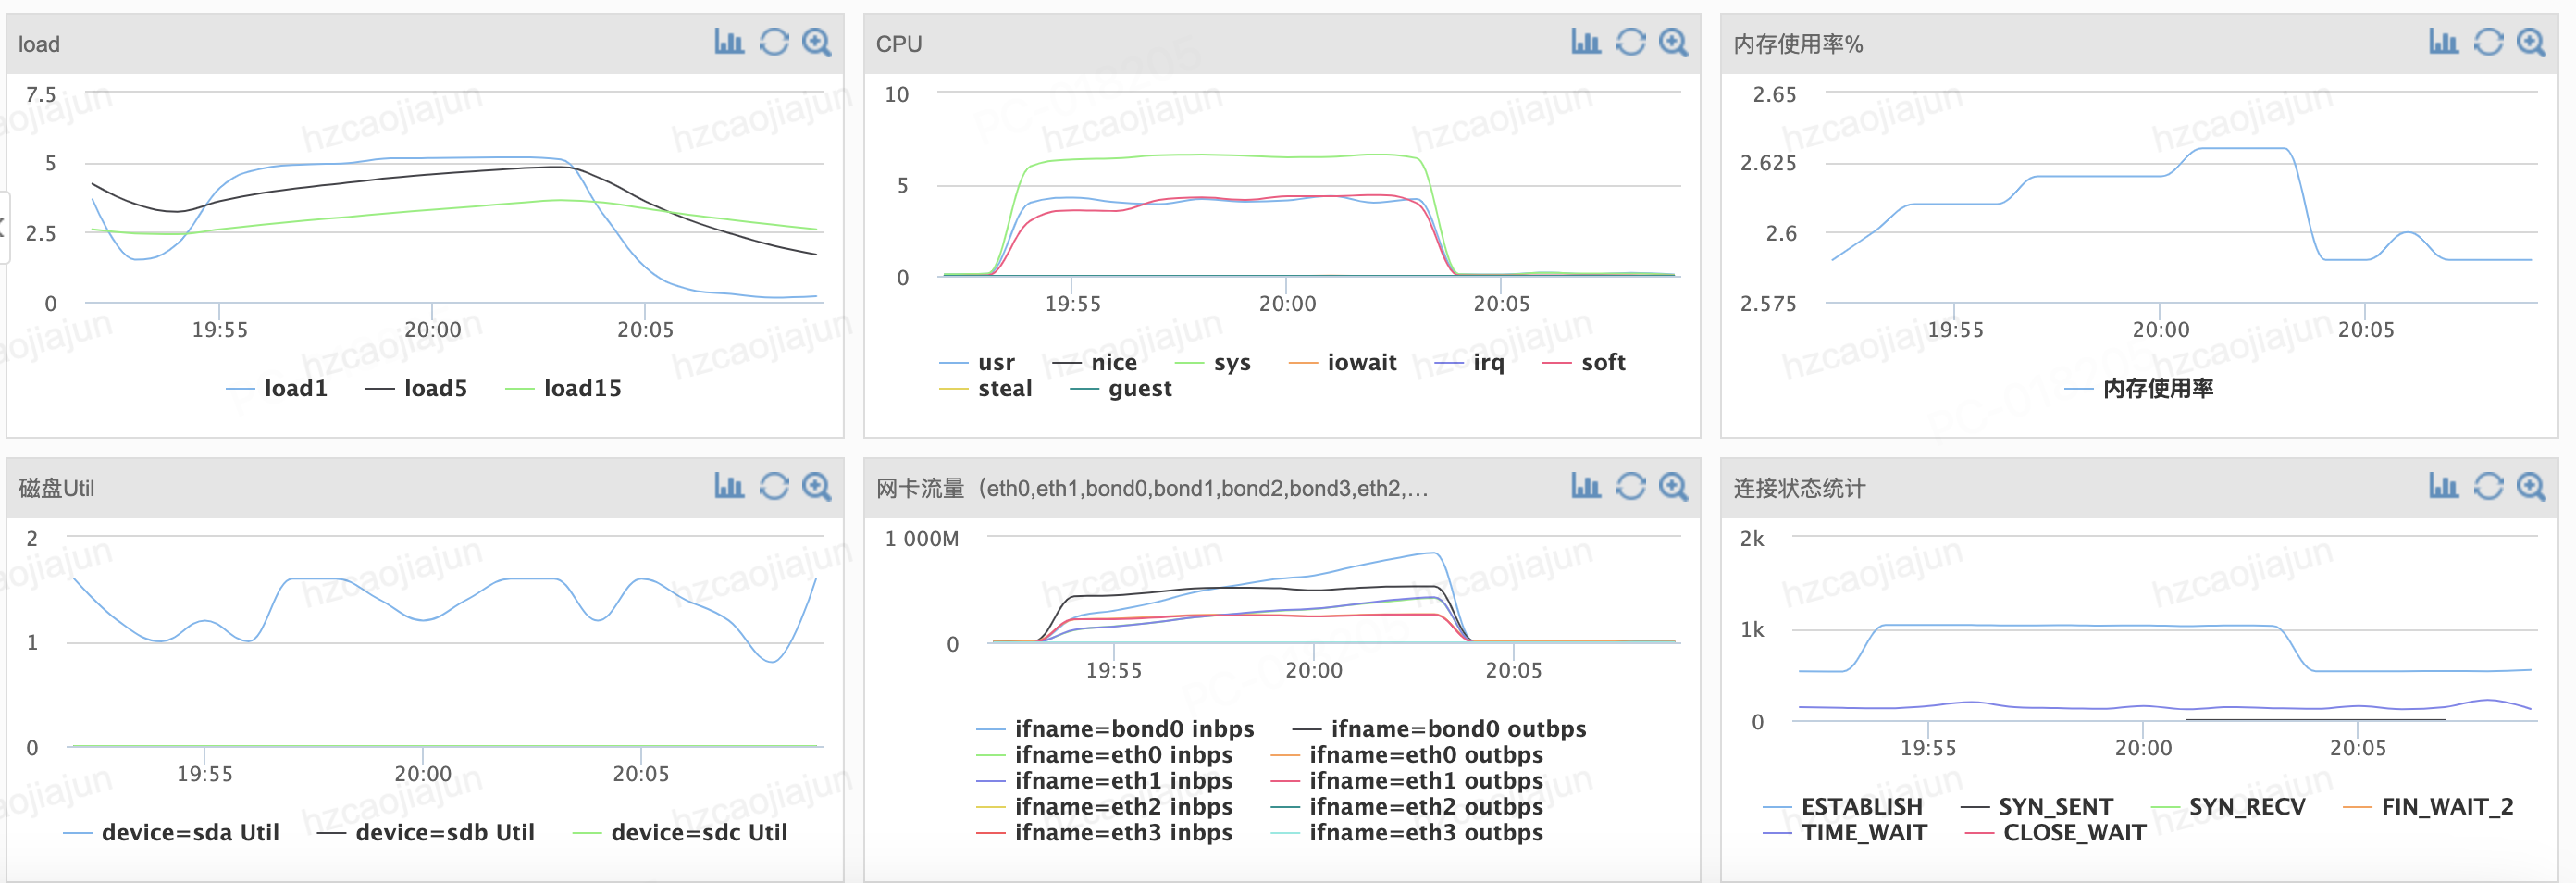 load
7.5
5
2.5
0
19:55 20:00 20:05
load1 load5 load15
CPU
10
5
0
19:55 20:00 20:05
usr nice sys iowait irq soft
steal guest
内存使用率%
2.65
2.625
2.6
2.575
19:55 20:00 20:05
内存使用率
磁盘Util
2
1
0
19:55 20:00 20:05
device=sda Util device=sdb Util device=sdc Util
网卡流量（eth0,eth1,bond0,bond1,bond2,bond3,eth2,...
1 000M
0
19:55 20:00 20:05
ifname=bond0 inbps ifname=bond0 outbps
ifname=eth0 inbps ifname=eth0 outbps
ifname=eth1 inbps ifname=eth1 outbps
ifname=eth2 inbps ifname=eth2 outbps
ifname=eth3 inbps ifname=eth3 outbps
连接状态统计
2k
1k
0
19:55 20:00 20:05
ESTABLISH SYN_SENT SYN_RECV FIN_WAIT_2
TIME_WAIT CLOSE_WAIT
hzcaojiajun